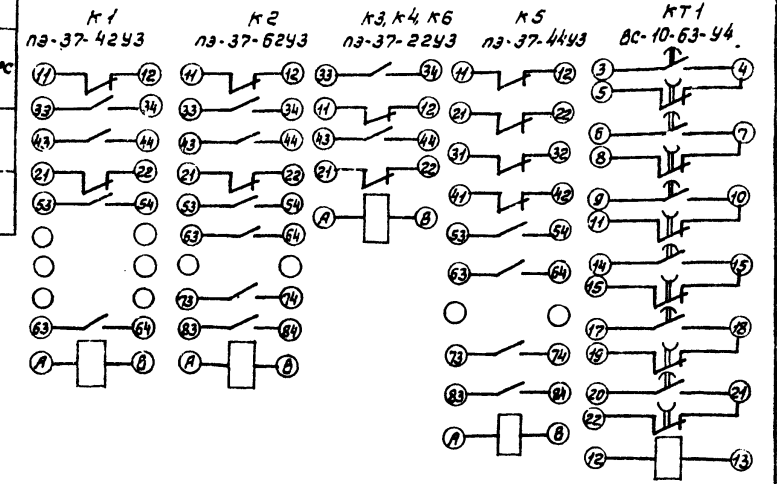 К1
ПЭ-37-42У3
11 12
33 34
43 44
21 22
53 54
63 64
А В
К2
ПЭ-37-62У3
11 12
33 34
43 44
21 22
53 54
63 64
73 74
83 84
А В
К3, К4, К6
ПЭ-37-22У3
33 34
11 12
43 44
21 22
А В
К5
ПЭ-37-44У3
11 12
21 22
31 32
41 42
53 54
63 64
73 74
83 84
А В
КТ1
ВС-10-63-У4.
3 4
5
6 7
8
9 10
11
14 15
15
17 18
19
20 21
22
12 13